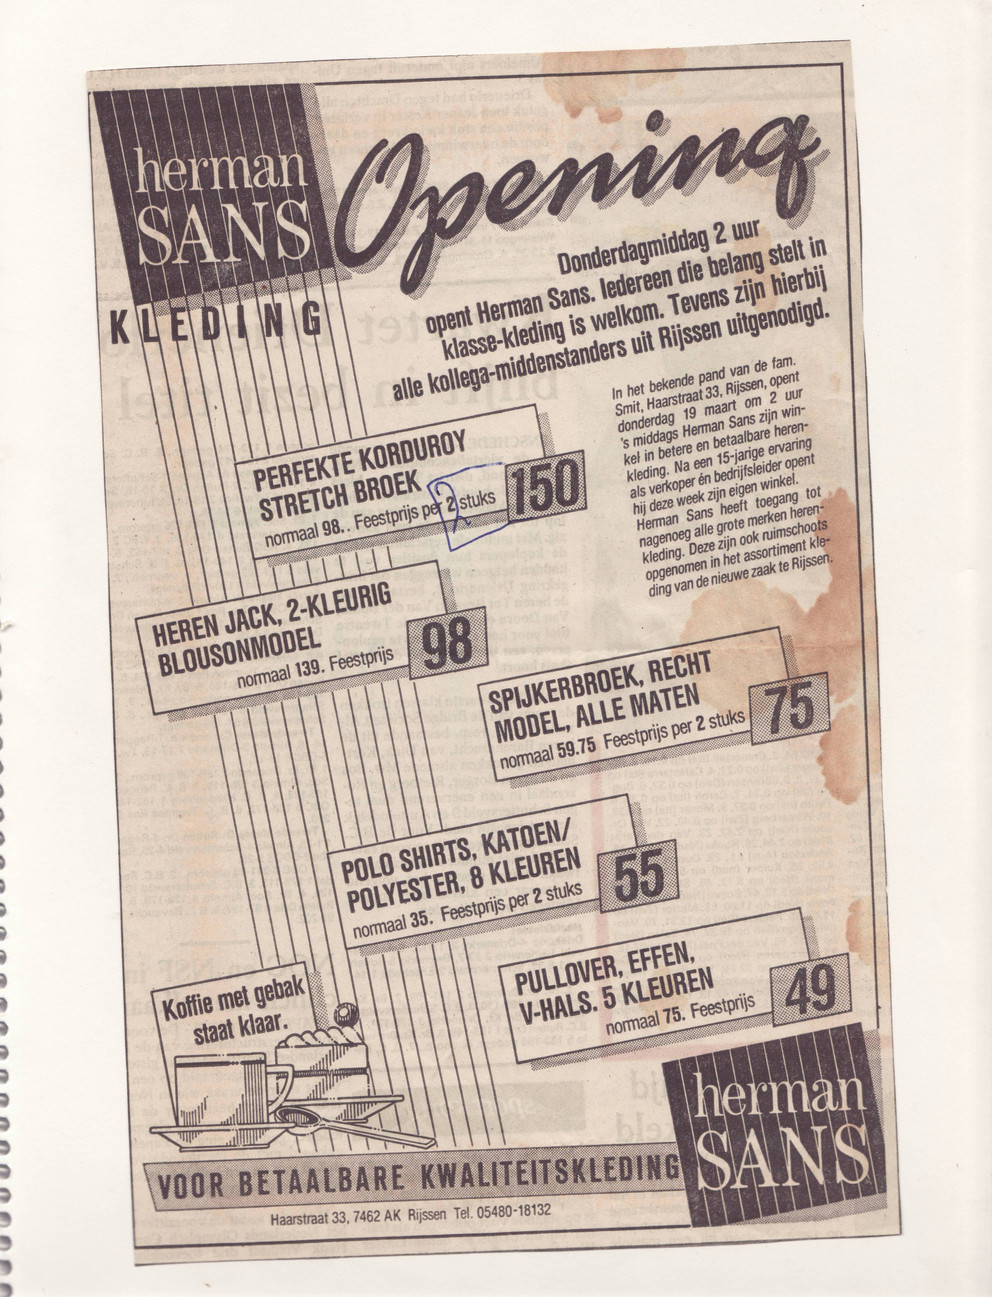 herman
SANS
KLEDING
Opening
Donderdagmiddag 2 uur
opent Herman Sans. Iedereen die belang stelt in
klasse-kleding is welkom. Tevens zijn hierbij
alle kollega-middenstanders uit Rijssen uitgenodigd.
In het bekende pand van de fam.
Smit, Haarstraat 33, Rijssen, opent
donderdag 19 maart om 2 uur
's middags Herman Sans zijn win-
kel in betere en betaalbare heren-
kleding. Na een 15-jarige ervaring
als verkoper én bedrijfsleider opent
hij deze week zijn eigen winkel.
Herman Sans heeft toegang tot
nagenoeg alle grote merken heren-
kleding. Deze zijn ook ruimschoots
opgenomen in het assortiment kle-
ding van de nieuwe zaak te Rijssen.
PERFEKTE KORDUROY
STRETCH BROEK
normaal 98.. Feestprijs per 2 stuks
150
2
HEREN JACK, 2-KLEURIG
BLOUSONMODEL
normaal 139. Feestprijs
98
SPIJKERBROEK, RECHT
MODEL, ALLE MATEN
normaal 59.75 Feestprijs per 2 stuks
75
POLO SHIRTS, KATOEN/
POLYESTER, 8 KLEUREN
normaal 35. Feestprijs per 2 stuks
55
PULLOVER, EFFEN,
V-HALS. 5 KLEUREN
normaal 75. Feestprijs
49
Koffie met gebak
staat klaar.
VOOR BETAALBARE KWALITEITSKLEDING
herman
SANS
Haarstraat 33, 7462 AK Rijssen Tel. 05480-18132